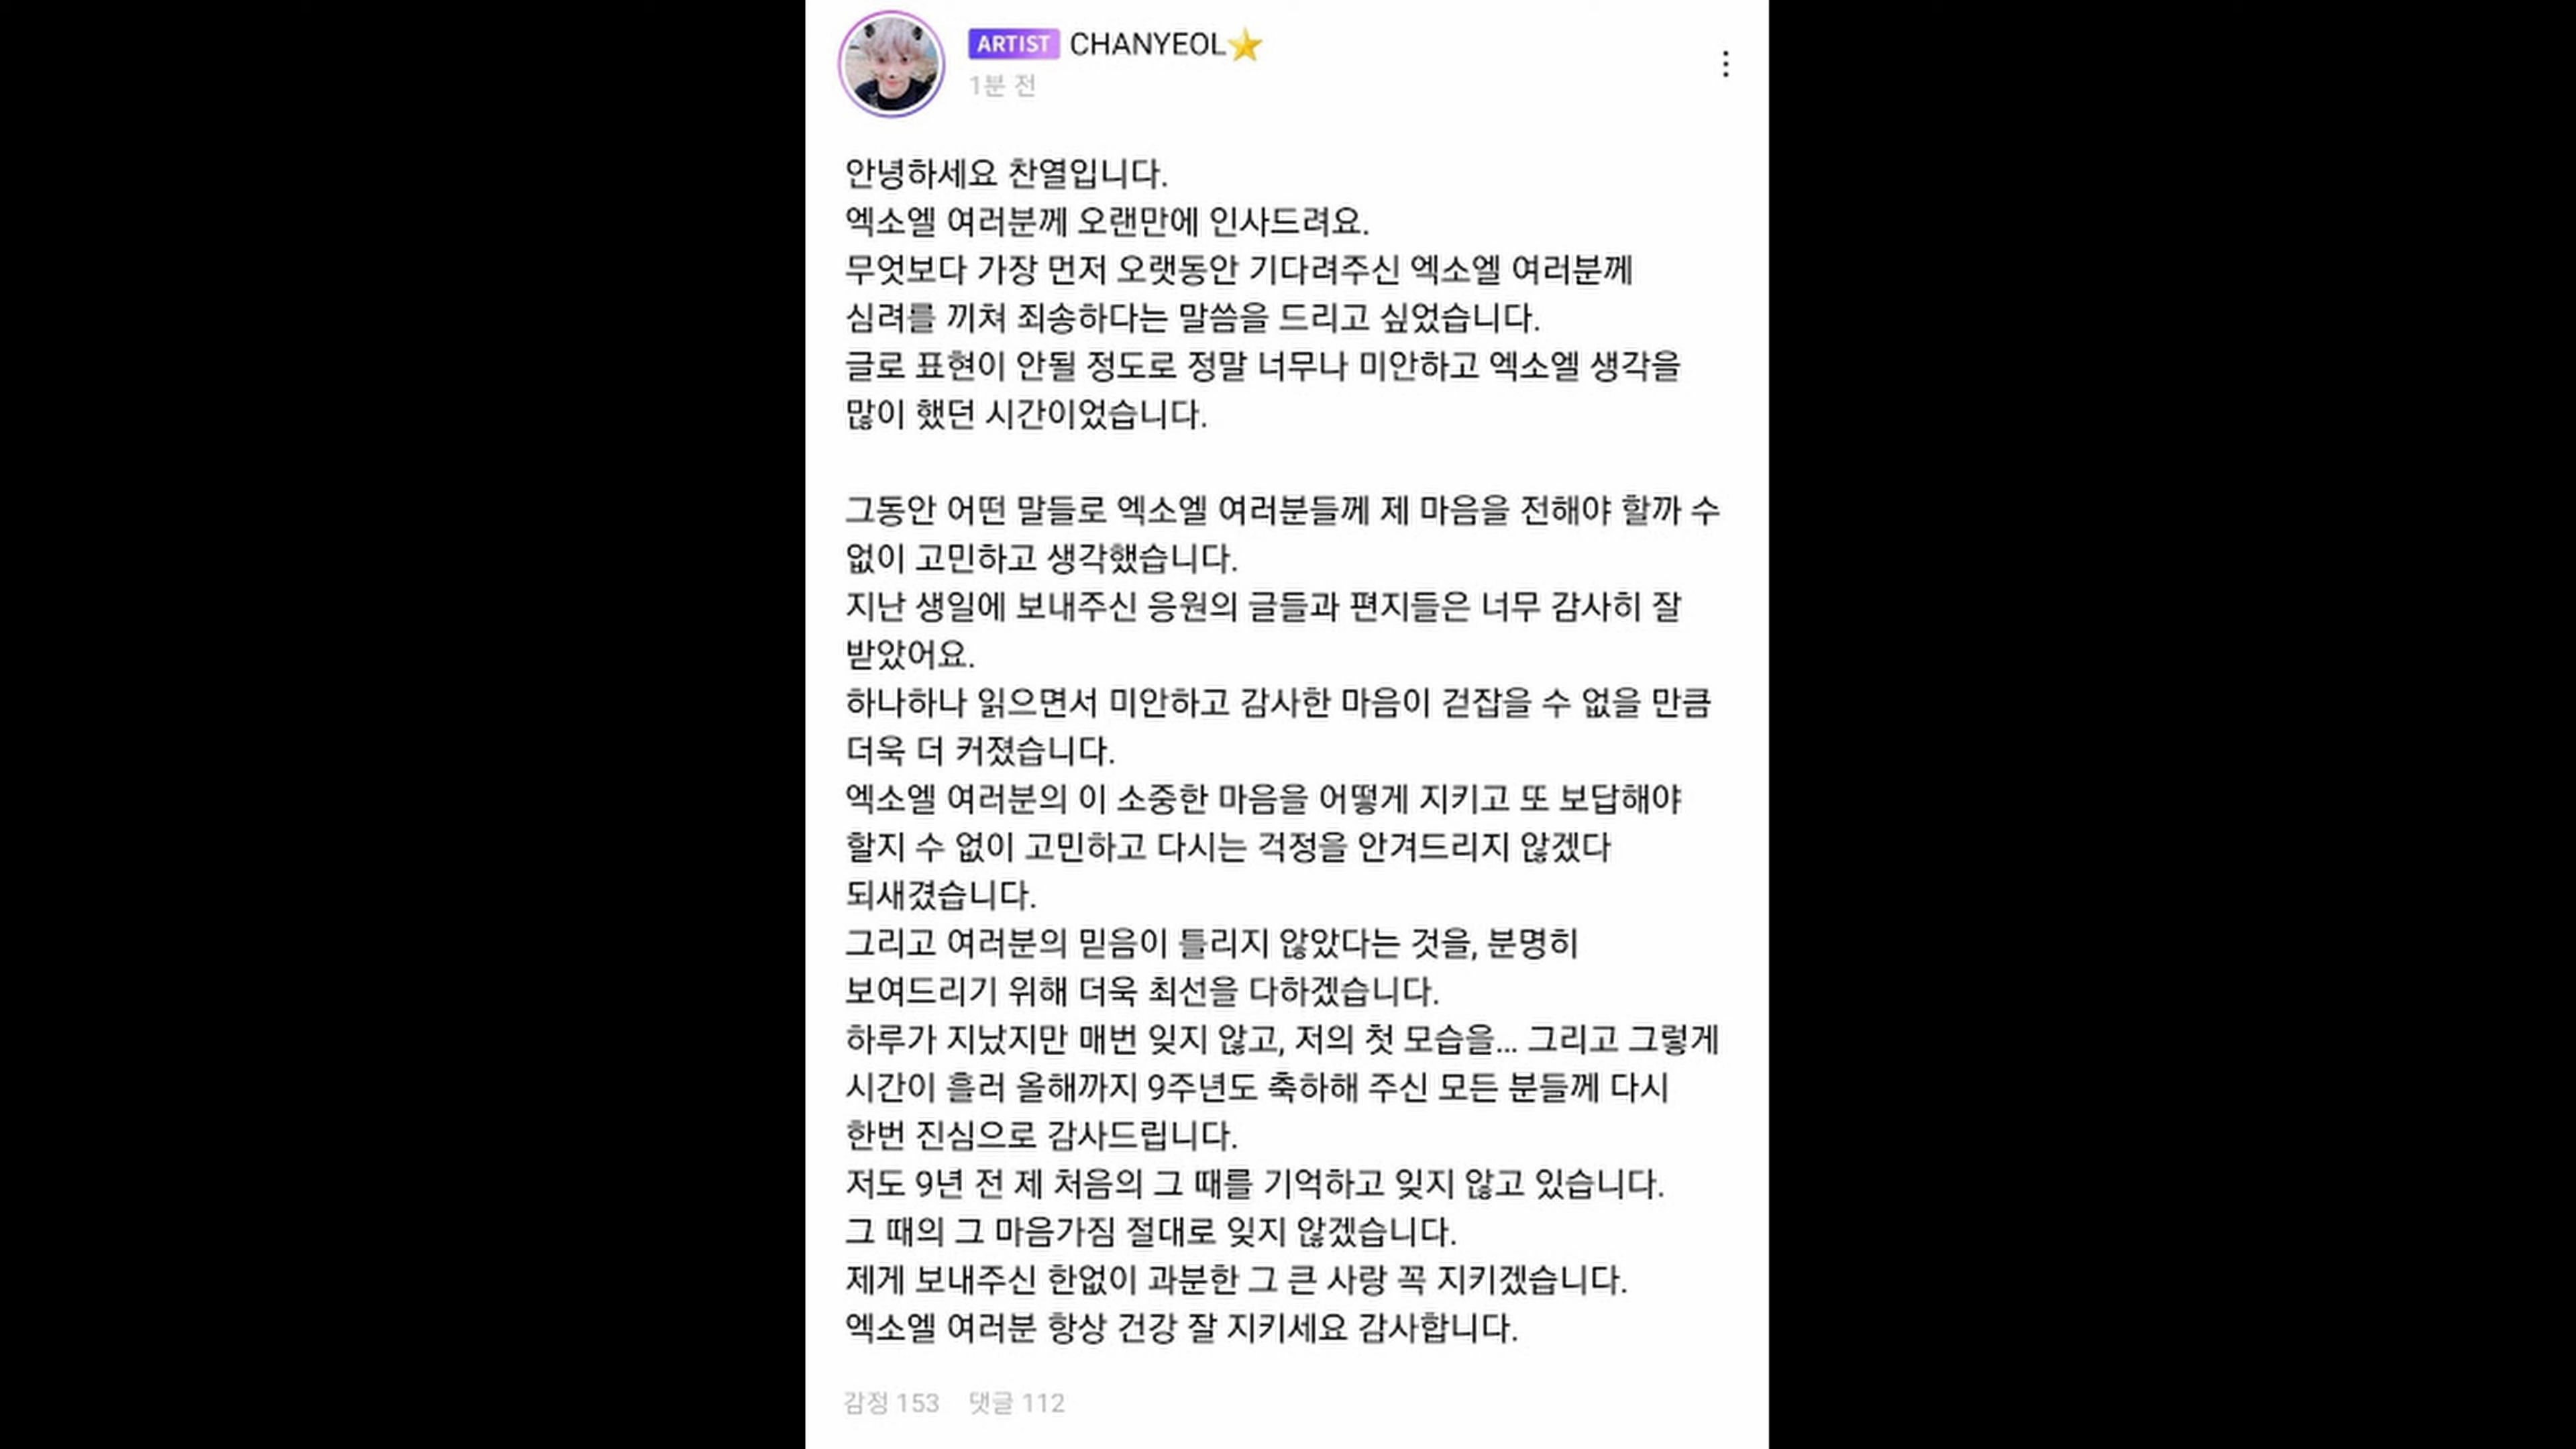 ARTIST CHANYEOL⭐
1분 전
안녕하세요 찬열입니다.
엑소엘 여러분께 오랜만에 인사드려요.
무엇보다 가장 먼저 오랫동안 기다려주신 엑소엘 여러분께
심려를 끼쳐 죄송하다는 말씀을 드리고 싶었습니다.
글로 표현이 안될 정도로 정말 너무나 미안하고 엑소엘 생각을
많이 했던 시간이었습니다.
그동안 어떤 말들로 엑소엘 여러분들께 제 마음을 전해야 할까 수
없이 고민하고 생각했습니다.
지난 생일에 보내주신 응원의 글들과 편지들은 너무 감사히 잘
받았어요.
하나하나 읽으면서 미안하고 감사한 마음이 걷잡을 수 없을 만큼
더욱 더 커졌습니다.
엑소엘 여러분의 이 소중한 마음을 어떻게 지키고 또 보답해야
할지 수 없이 고민하고 다시는 걱정을 안겨드리지 않겠다
되새겼습니다.
그리고 여러분의 믿음이 틀리지 않았다는 것을, 분명히
보여드리기 위해 더욱 최선을 다하겠습니다.
하루가 지났지만 매번 잊지 않고, 저의 첫 모습을... 그리고 그렇게
시간이 흘러 올해까지 9주년도 축하해 주신 모든 분들께 다시
한번 진심으로 감사드립니다.
저도 9년 전 제 처음의 그 때를 기억하고 잊지 않고 있습니다.
그 때의 그 마음가짐 절대로 잊지 않겠습니다.
제게 보내주신 한없이 과분한 그 큰 사랑 꼭 지키겠습니다.
엑소엘 여러분 항상 건강 잘 지키세요 감사합니다.
감정 153 댓글 112